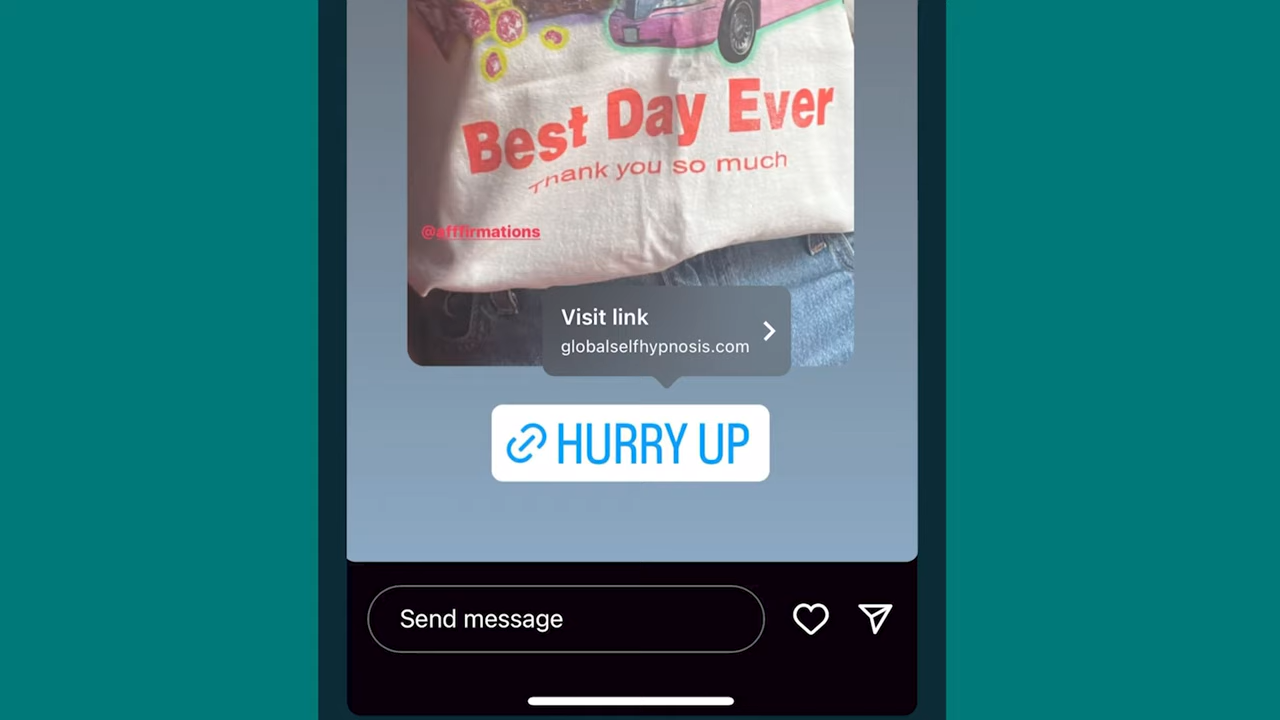 Best Day Ever
Thank you so much
@afffirmations
Visit link
globalselfhypnosis.com
HURRY UP
Send message